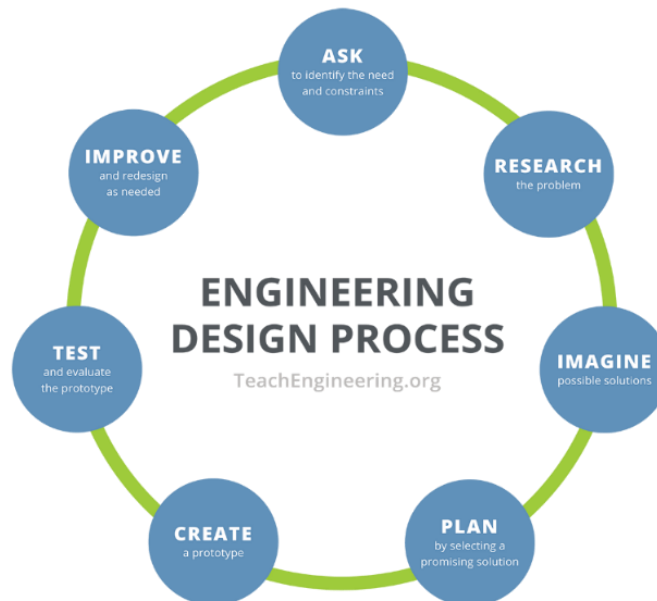 ASK
to identify the need
and constraints
RESEARCH
the problem
IMAGINE
possible solutions
PLAN
by selecting a
promising solution
CREATE
a prototype
TEST
and evaluate
the prototype
IMPROVE
and redesign
as needed
ENGINEERING
DESIGN PROCESS
TeachEngineering.org